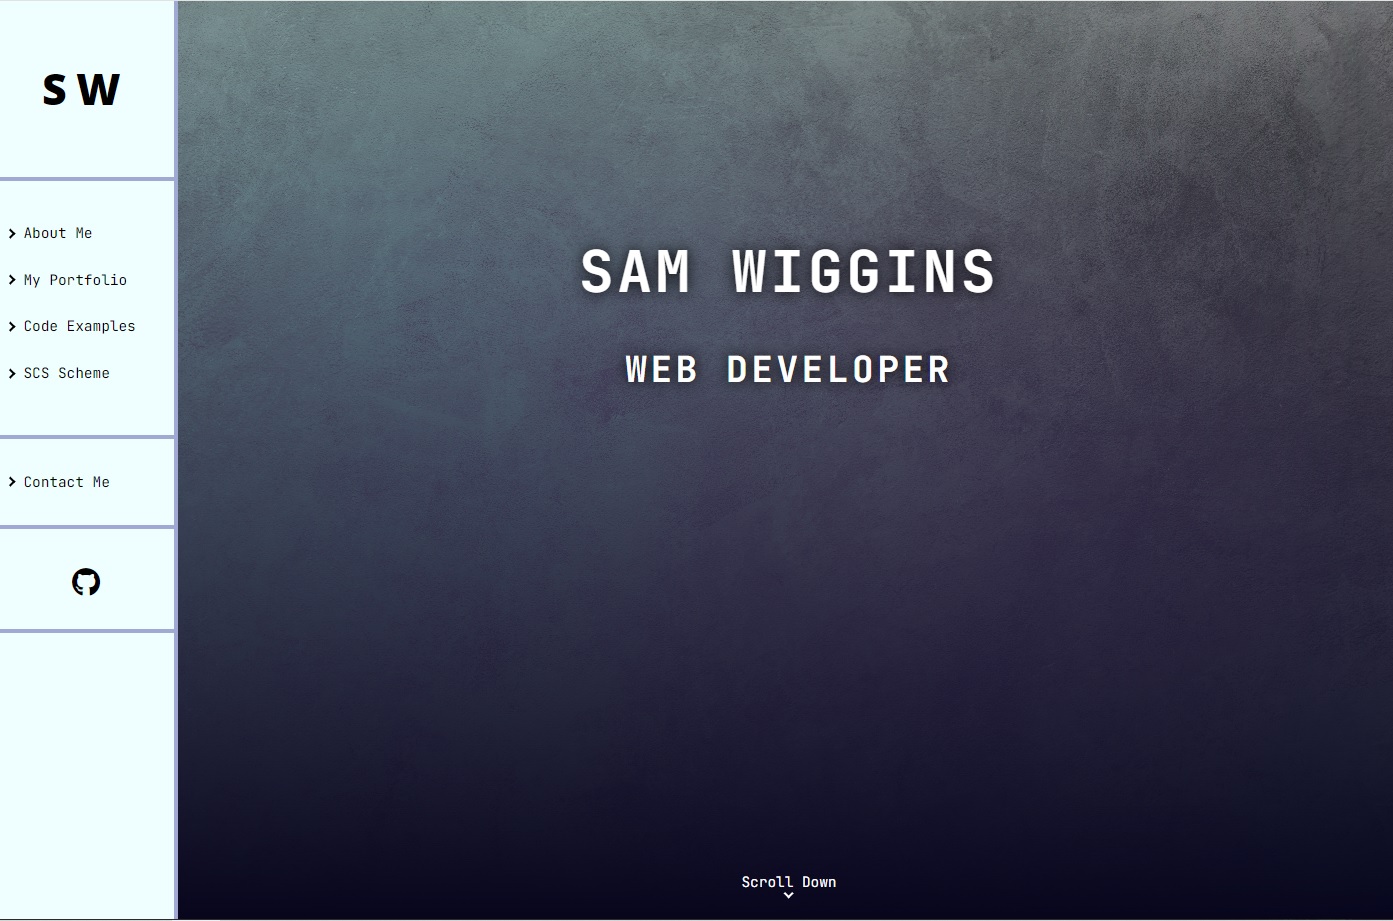 S W
About Me
My Portfolio
Code Examples
SCS Scheme
Contact Me
SAM WIGGINS
WEB DEVELOPER
Scroll Down